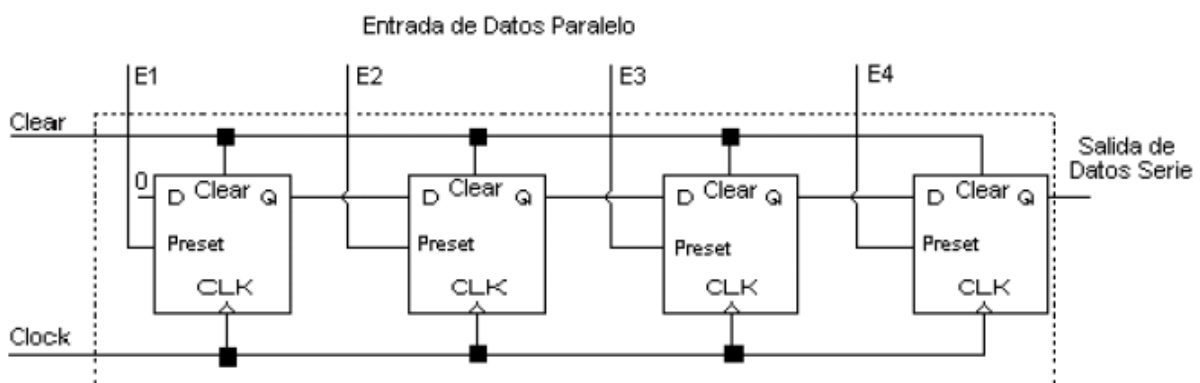 Entrada de Datos Paralelo
E1 E2 E3 E4
Clear
Salida de
Datos Serie
0
D Clear Q D Clear Q D Clear Q D Clear Q
Preset Preset Preset Preset
CLK CLK CLK CLK
Clock